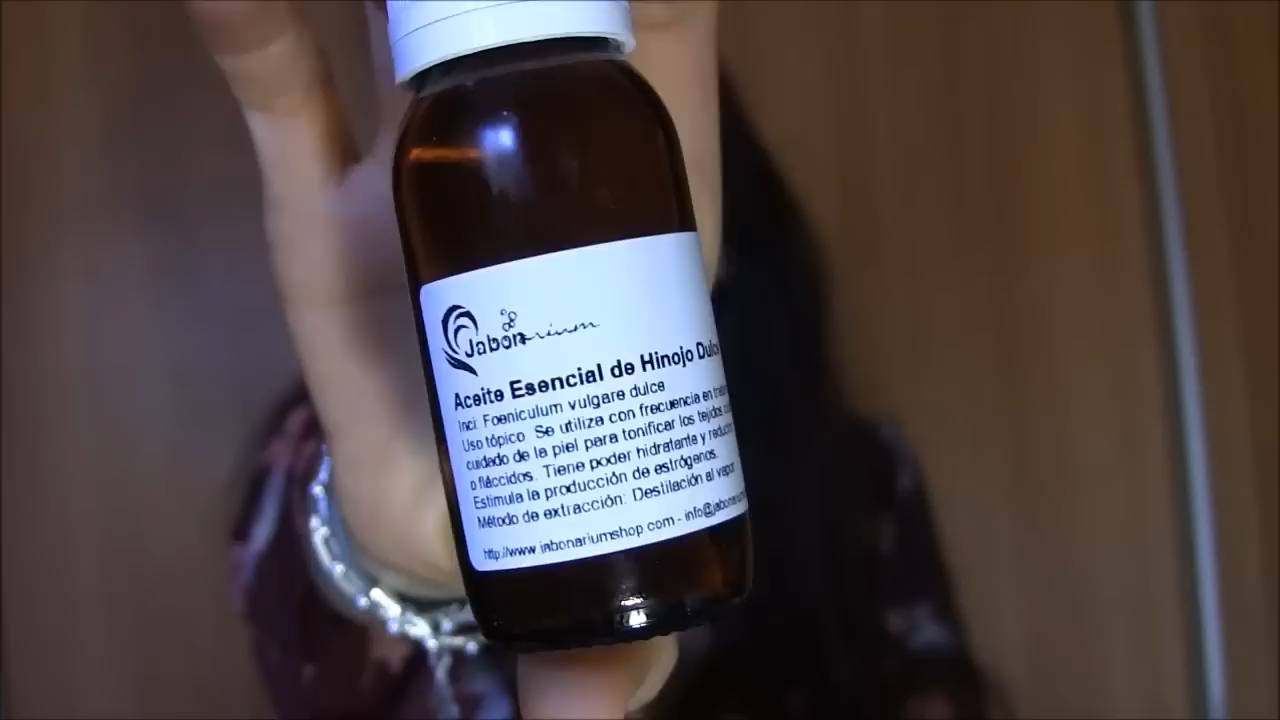 Jabonarium
Aceite Esencial de Hinojo Dulce
Inci: Foeniculum vulgare dulce
Uso tópico. Se utiliza con frecuencia en
cuidado de la piel para tonificar los tejidos
o fláccidos. Tiene poder hidratante y
Estimula la producción de estrógenos.
Método de extracción: Destilación al vapor
http://www.jabonariumshop.com - info@jabonarium